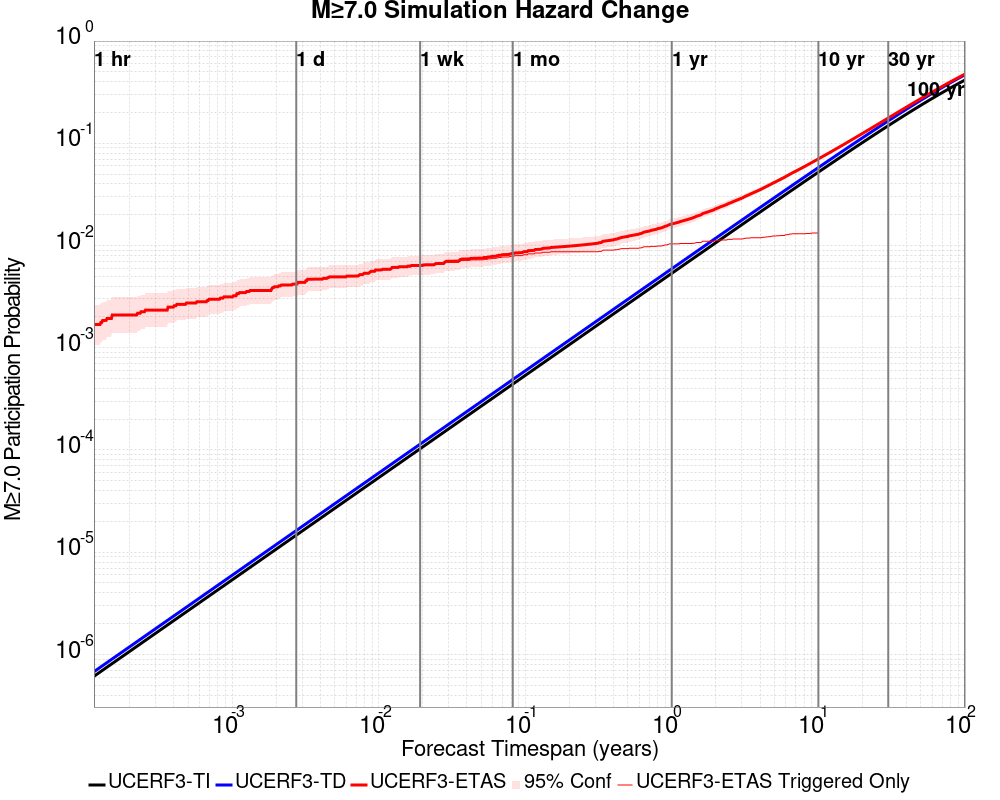 M≥7.0 Simulation Hazard Change
10^0
1 hr
1 d
1 wk
1 mo
1 yr
10 yr
30 yr
100 yr
10^-1
10^-2
10^-3
10^-4
10^-5
10^-6
M≥7.0 Participation Probability
10^-3
10^-2
10^-1
10^0
10^1
10^2
Forecast Timespan (years)
UCERF3-TI UCERF3-TD UCERF3-ETAS 95% Conf UCERF3-ETAS Triggered Only